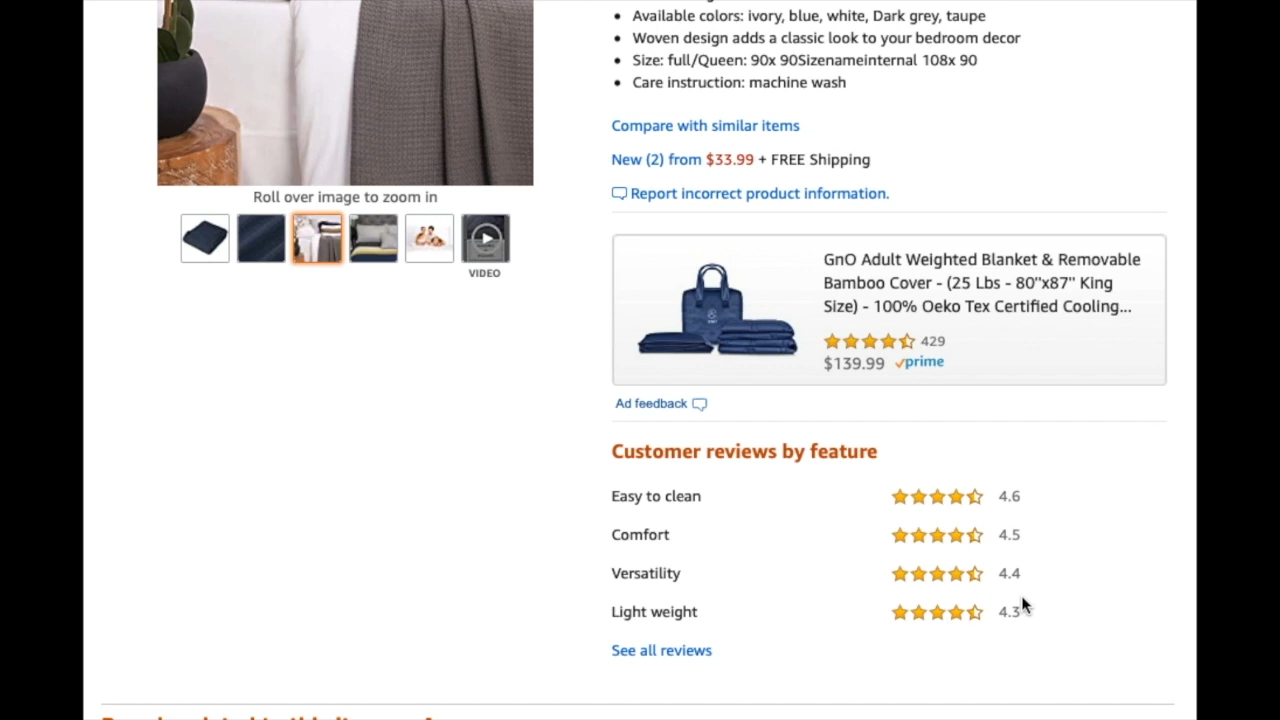 Available colors: ivory, blue, white, Dark grey, taupe
Woven design adds a classic look to your bedroom decor
Size: full/Queen: 90x 90Sizenameinternal 108x 90
Care instruction: machine wash
Compare with similar items
New (2) from $33.99 + FREE Shipping
Report incorrect product information.
Roll over image to zoom in
VIDEO
GnO Adult Weighted Blanket & Removable
Bamboo Cover - (25 Lbs - 80"x87" King
Size) - 100% Oeko Tex Certified Cooling...
429
$139.99 prime
Ad feedback
Customer reviews by feature
Easy to clean 4.6
Comfort 4.5
Versatility 4.4
Light weight 4.3
See all reviews